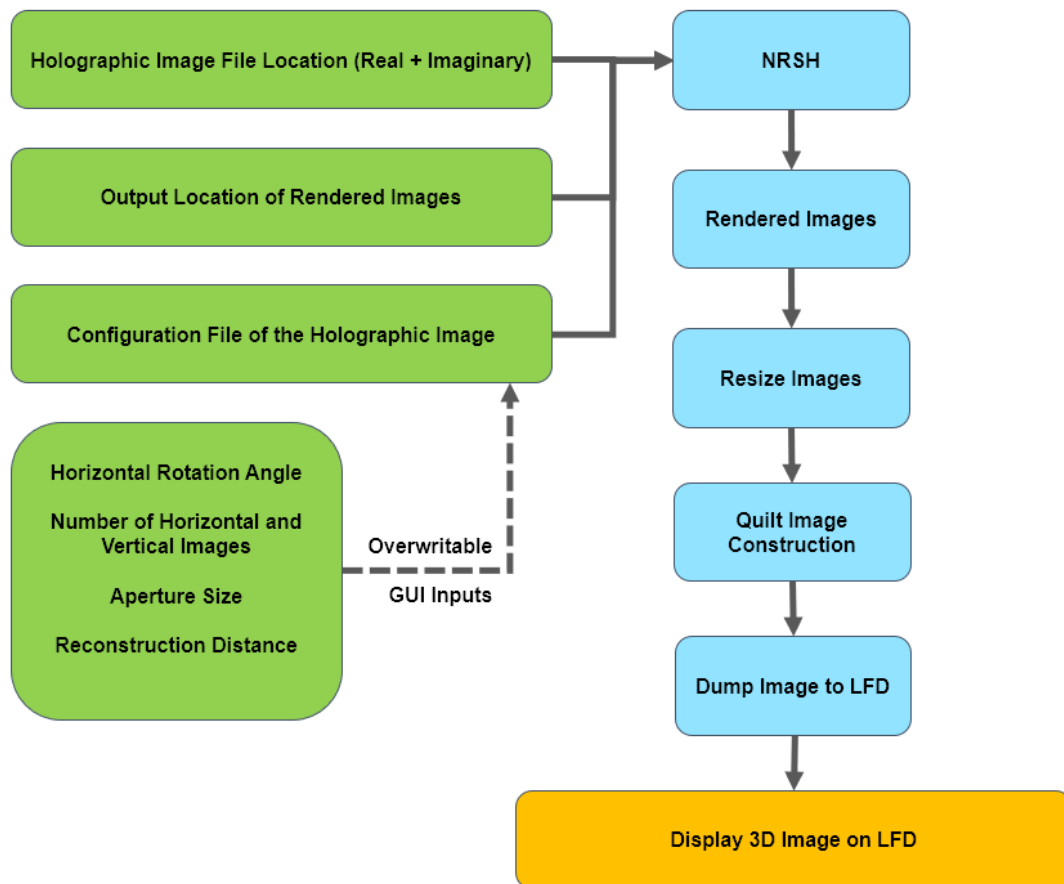 Holographic Image File Location (Real + Imaginary)
Output Location of Rendered Images
Configuration File of the Holographic Image
Horizontal Rotation Angle
Number of Horizontal and
Vertical Images
Aperture Size
Reconstruction Distance
Overwritable
GUI Inputs
NRSH
Rendered Images
Resize Images
Quilt Image
Construction
Dump Image to LFD
Display 3D Image on LFD